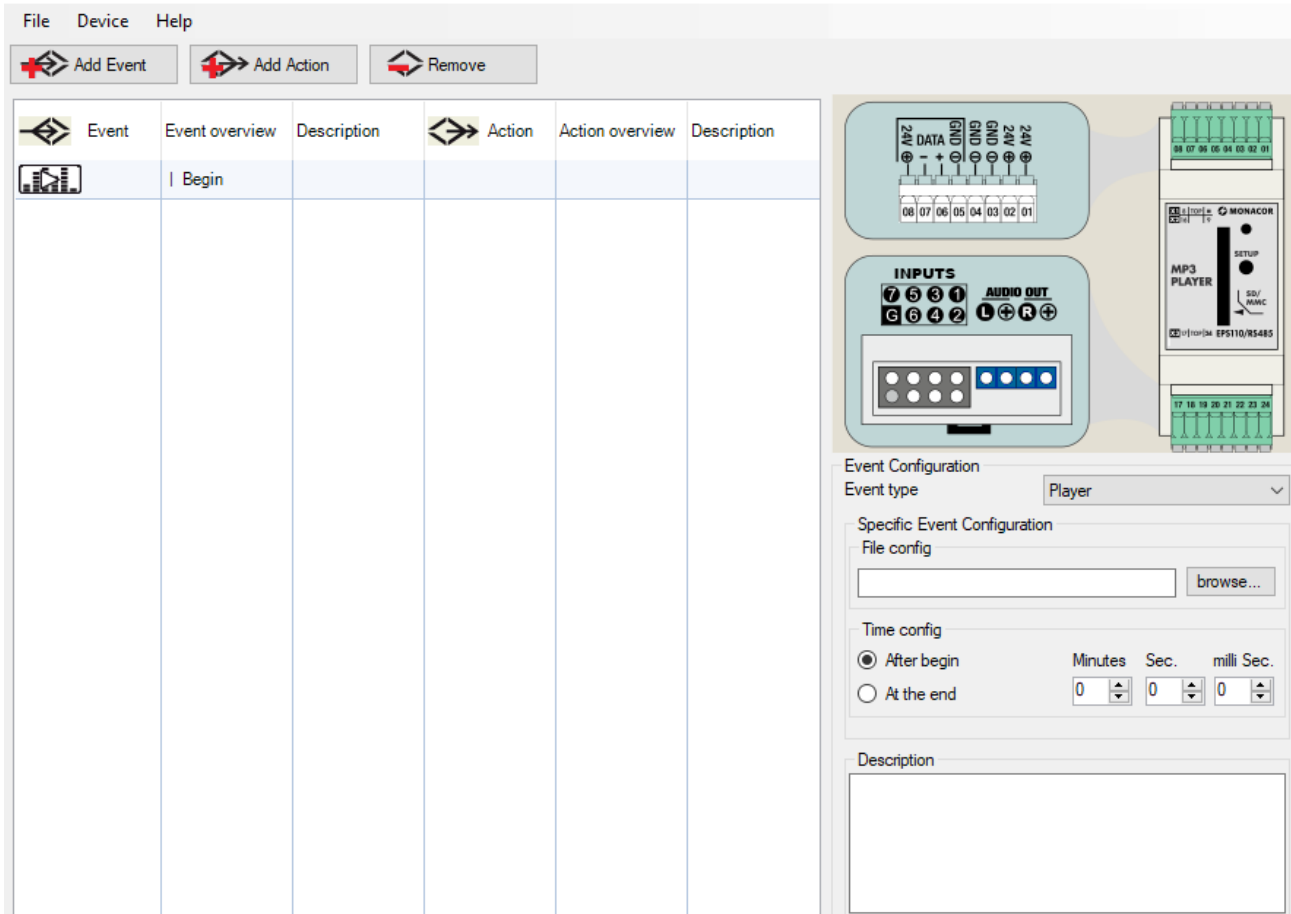 File Device Help
Add Event Add Action Remove
Event Event overview Description Action Action overview Description
| Begin
24V DATA GND GND GND 24V 24V
- +
08 07 06 05 04 03 02 01
INPUTS
7 5 3 1 AUDIO OUT
G 6 4 2 L + R +
08 07 06 05 04 03 02 01
MONACOR
SETUP
MP3
PLAYER
SD/
MMC
EPS110/RS485
17 18 19 20 21 22 23 24
Event Configuration
Event type Player
Specific Event Configuration
File config
browse...
Time config
After begin Minutes Sec. milli Sec.
At the end 0 0 0
Description